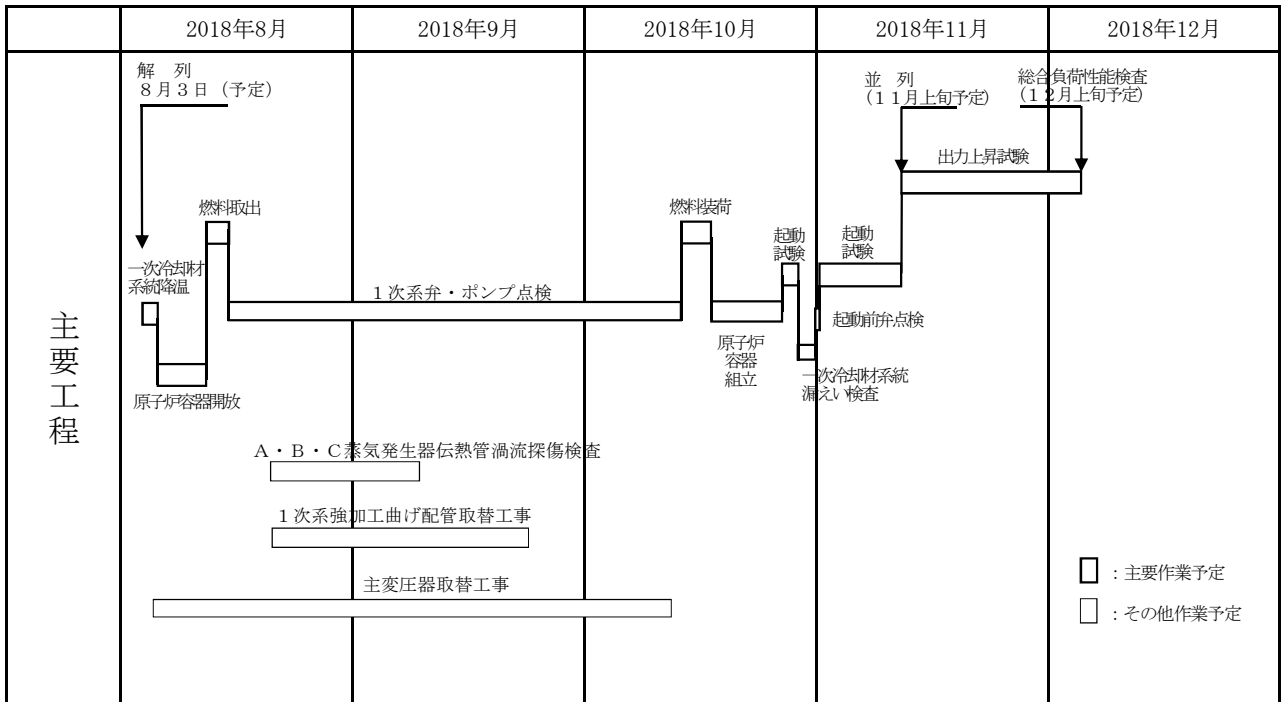 2018年8月
2018年9月
2018年10月
2018年11月
2018年12月
主要工程
解 列
８月３日（予定）
並 列
（１１月上旬予定）
総合負荷性能検査
（１２月上旬予定）
出力上昇試験
燃料取出
燃料装荷
起動
試験
起動
試験
一次冷却材
系統降温
１次系弁・ポンプ点検
起動前弁点検
原子炉
容器
組立
一次冷却材系統
漏えい検査
原子炉容器開放
Ａ・Ｂ・Ｃ蒸気発生器伝熱管渦流探傷検査
１次系強加工曲げ配管取替工事
主変圧器取替工事
：主要作業予定
：その他作業予定